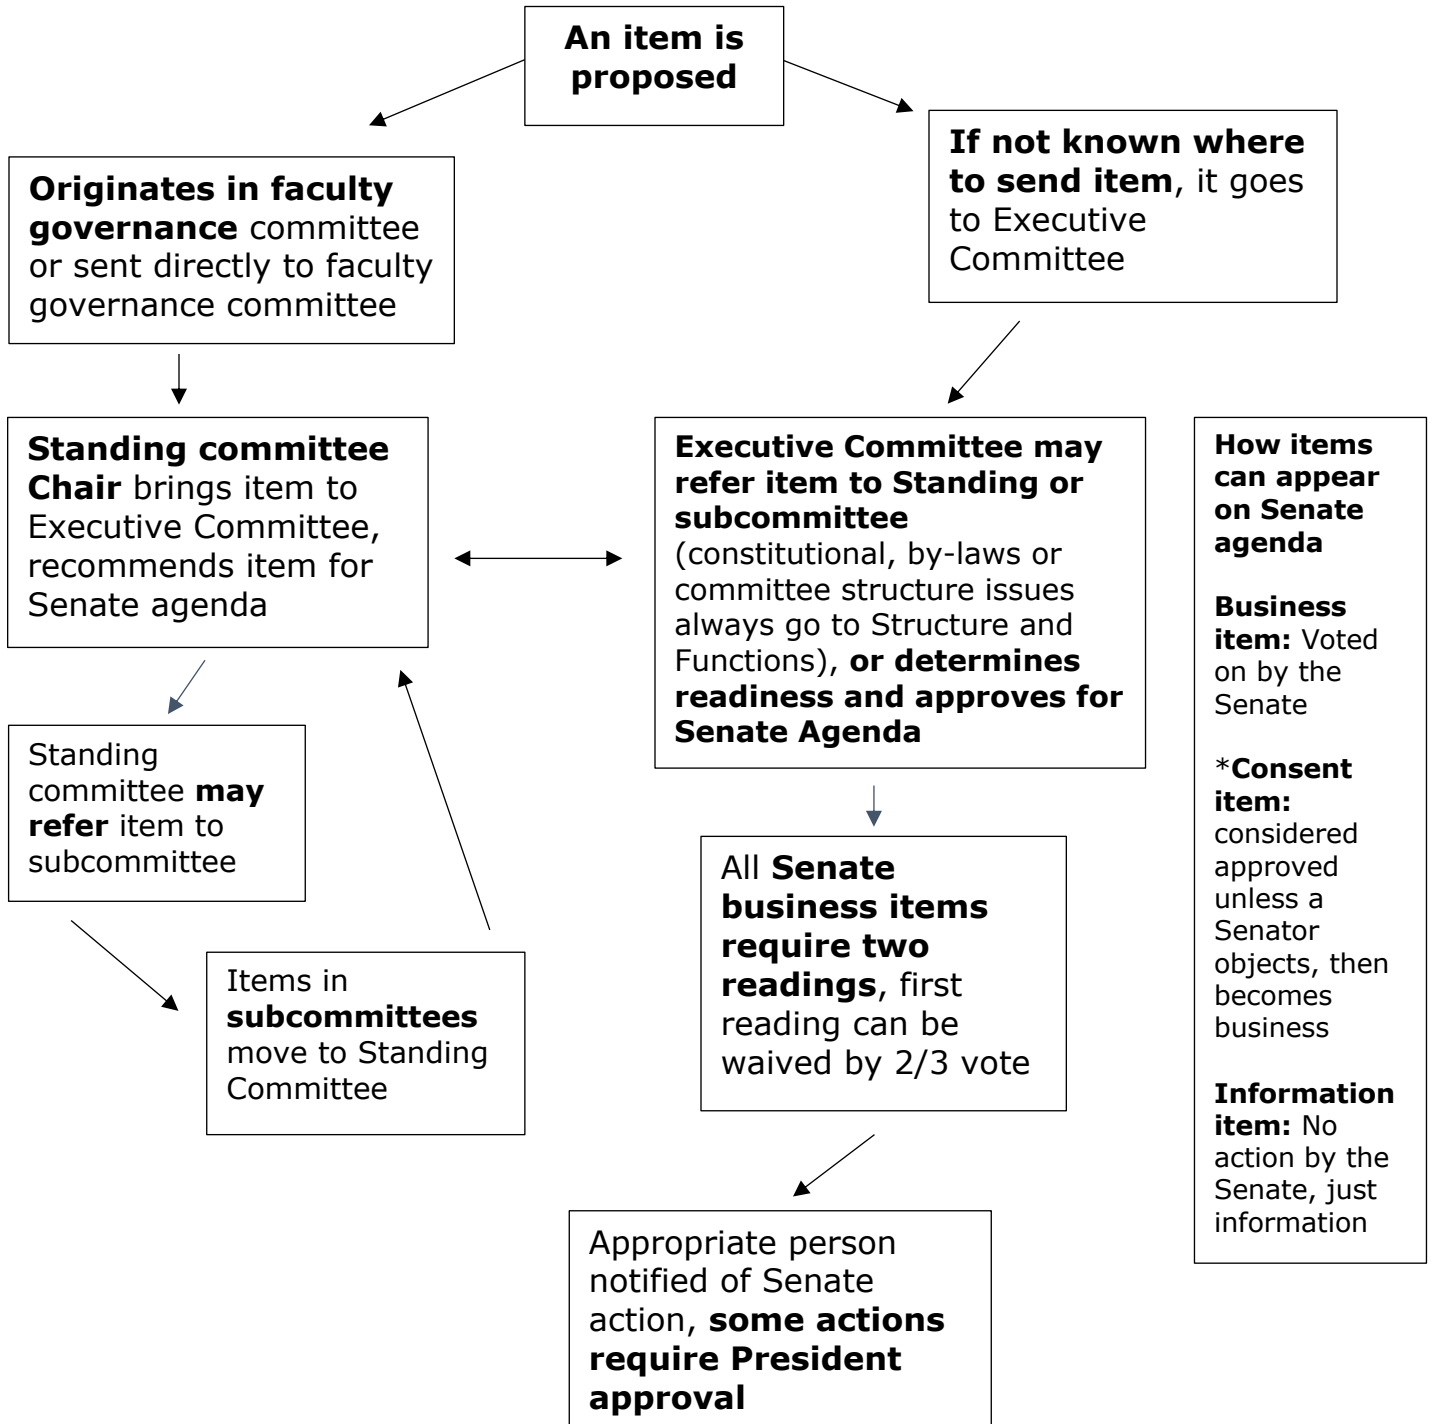 An item is
proposed
If not known where
to send item, it goes
to Executive
Committee
Originates in faculty
governance committee
or sent directly to faculty
governance committee
Standing committee
Chair brings item to
Executive Committee,
recommends item for
Senate agenda
Executive Committee may
refer item to Standing or
subcommittee
(constitutional, by-laws or
committee structure issues
always go to Structure and
Functions), or determines
readiness and approves for
Senate Agenda
How items
can appear
on Senate
agenda
Business
item: Voted
on by the
Senate
*Consent
item:
considered
approved
unless a
Senator
objects, then
becomes
business
Information
item: No
action by the
Senate, just
information
Standing
committee may
refer item to
subcommittee
Items in
subcommittees
move to Standing
Committee
All Senate
business items
require two
readings, first
reading can be
waived by 2/3 vote
Appropriate person
notified of Senate
action, some actions
require President
approval